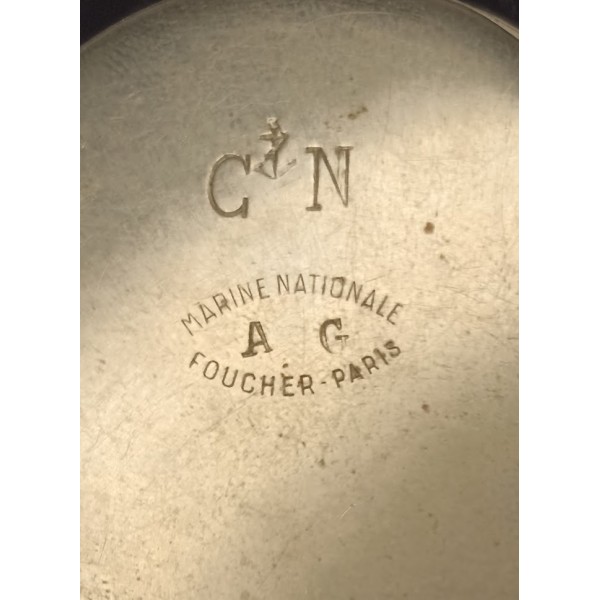 C N
MARINE NATIONALE
A G
FOUCHER-PARIS